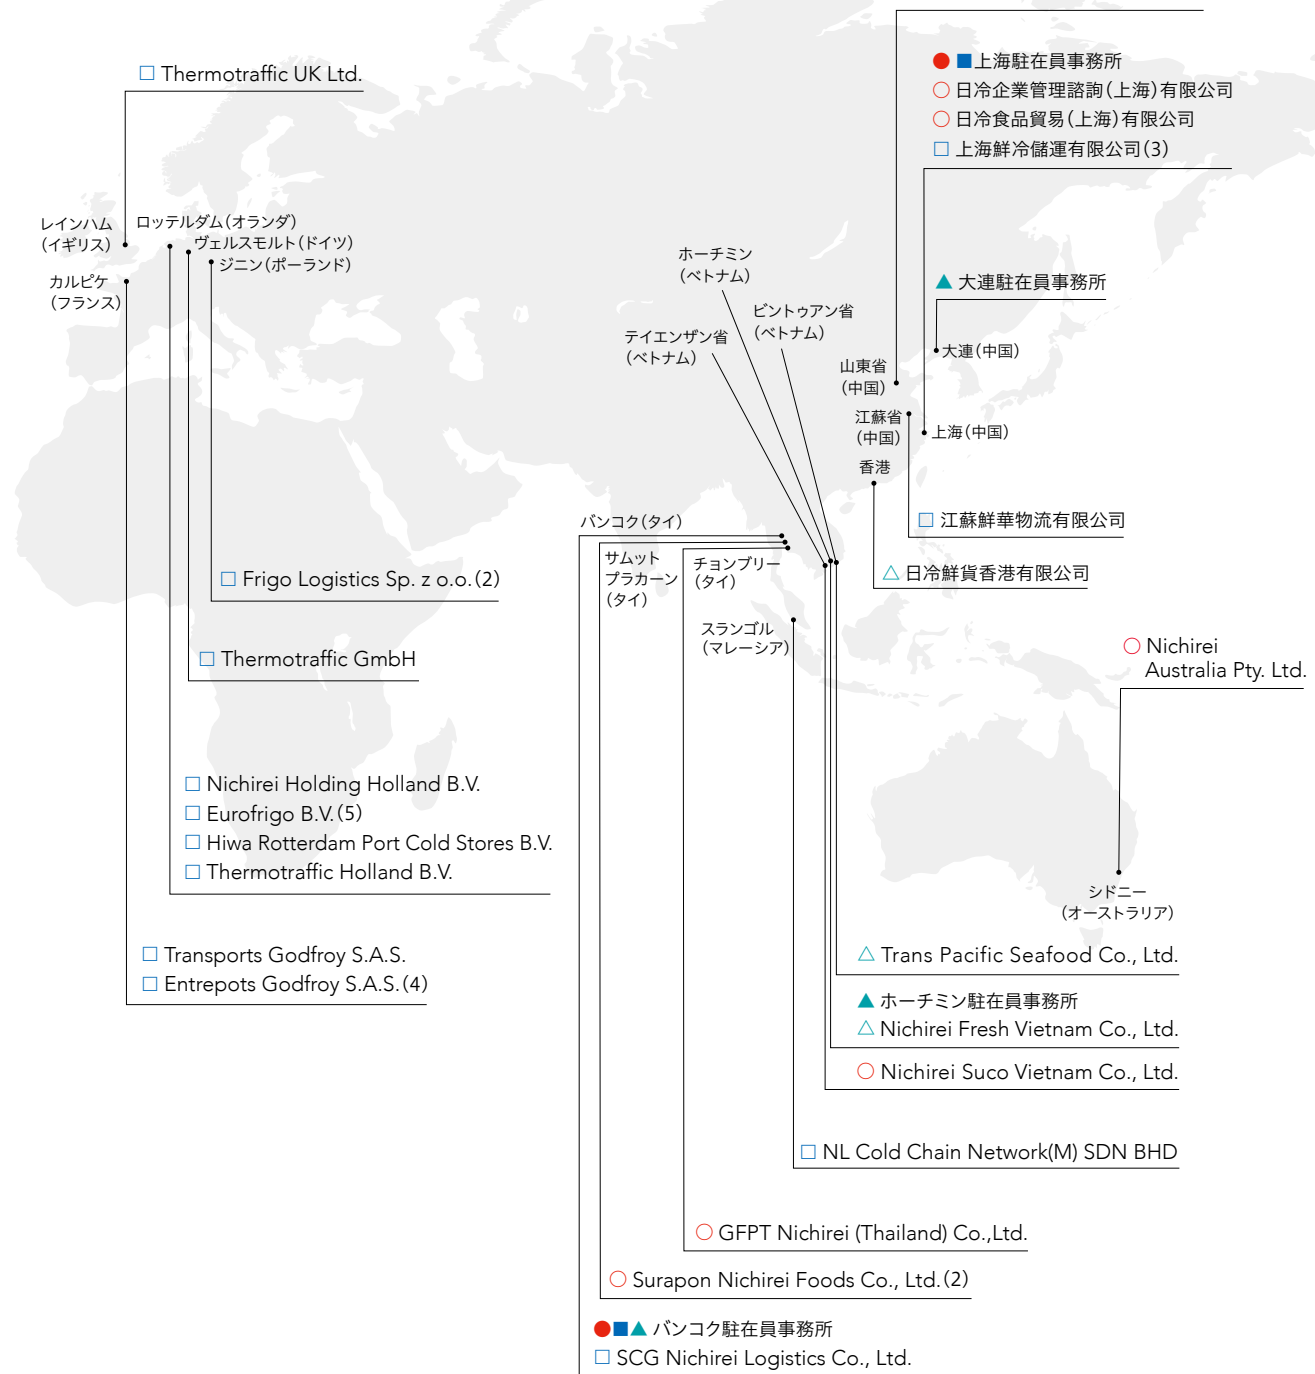 □ Thermotraffic UK Ltd.
●■上海駐在員事務所
○ 日冷企業管理諮詢(上海)有限公司
○ 日冷食品貿易(上海)有限公司
□ 上海鮮冷儲運有限公司(3)
レインハム
(イギリス)
ロッテルダム(オランダ)
ヴェルスモルト(ドイツ)
ジニン(ポーランド)
カルピケ
(フランス)
ホーチミン
(ベトナム)
ビントゥアン省
(ベトナム)
テイエンザン省
(ベトナム)
▲ 大連駐在員事務所
大連(中国)
山東省
(中国)
江蘇省
(中国)
上海(中国)
香港
□ 江蘇鮮華物流有限公司
△ 日冷鮮貨香港有限公司
バンコク(タイ)
サムット
プラカーン
(タイ)
チョンブリー
(タイ)
スランゴル
(マレーシア)
□ Frigo Logistics Sp. z o.o.(2)
□ Thermotraffic GmbH
○ Nichirei
Australia Pty. Ltd.
□ Nichirei Holding Holland B.V.
□ Eurofrigo B.V.(5)
□ Hiwa Rotterdam Port Cold Stores B.V.
□ Thermotraffic Holland B.V.
シドニー
(オーストラリア)
□ Transports Godfroy S.A.S.
□ Entrepots Godfroy S.A.S.(4)
△ Trans Pacific Seafood Co., Ltd.
▲ ホーチミン駐在員事務所
△ Nichirei Fresh Vietnam Co., Ltd.
○ Nichirei Suco Vietnam Co., Ltd.
□ NL Cold Chain Network(M) SDN BHD
○ GFPT Nichirei (Thailand) Co.,Ltd.
○ Surapon Nichirei Foods Co., Ltd.(2)
●■▲ バンコク駐在員事務所
□ SCG Nichirei Logistics Co., Ltd.